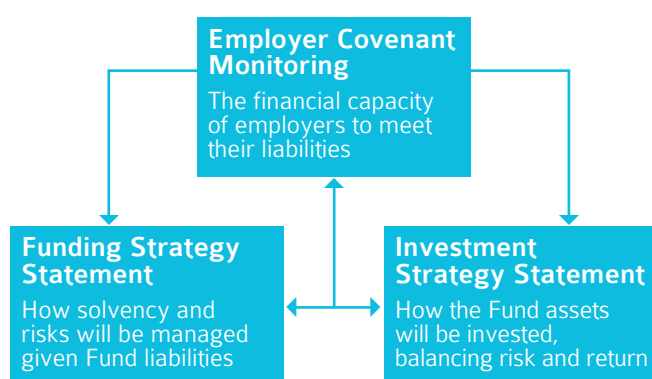 Employer Covenant
Monitoring
The financial capacity
of employers to meet
their liabilities
Funding Strategy
Statement
How solvency and
risks will be managed
given Fund liabilities
Investment
Strategy Statement
How the Fund assets
will be invested,
balancing risk and return